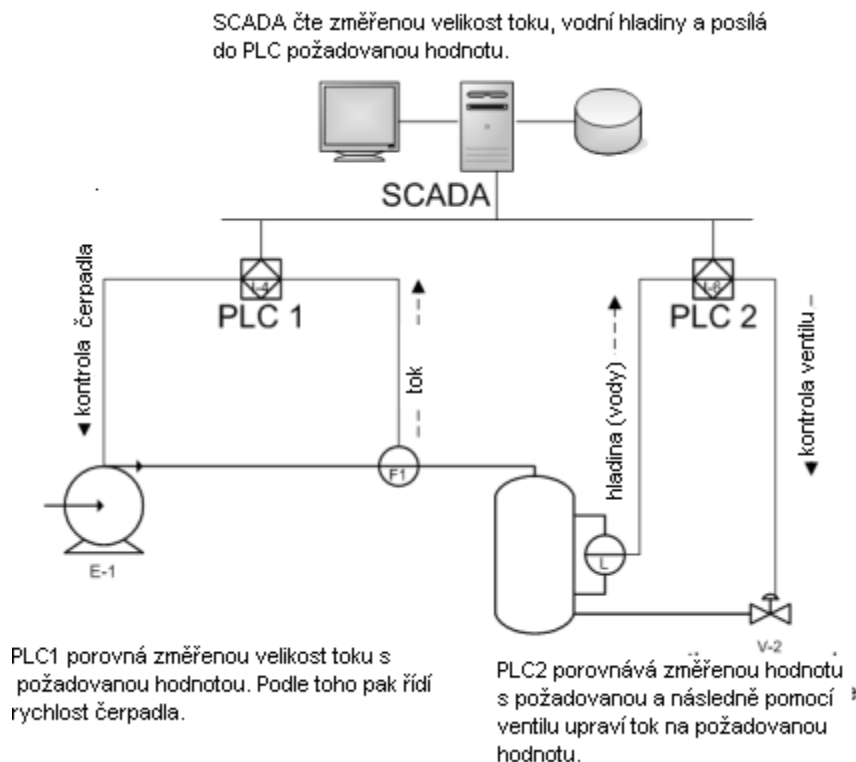 SCADA čte změřenou velikost toku, vodní hladiny a posílá
do PLC požadovanou hodnotu.
SCADA
kontrola čerpadla
I-4
PLC 1
tok
hladina (vody)
I-6
PLC 2
kontrola ventilu
F1
E-1
L
V-2
PLC1 porovná změřenou velikost toku s
požadovanou hodnotou. Podle toho pak řídí
rychlost čerpadla.
PLC2 porovnává změřenou hodnotu
s požadovanou a následně pomocí
ventilu upraví tok na požadovanou
hodnotu.